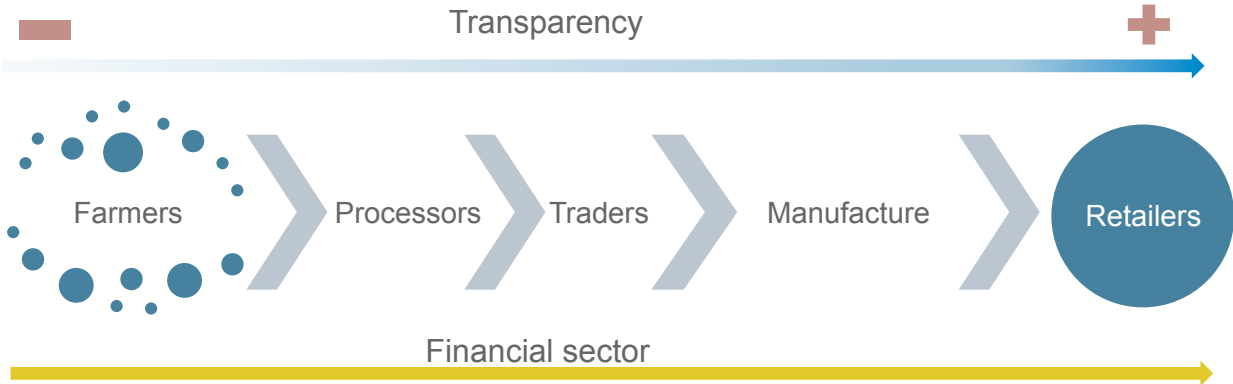 Transparency
Farmers
Processors
Traders
Manufacture
Retailers
Financial sector